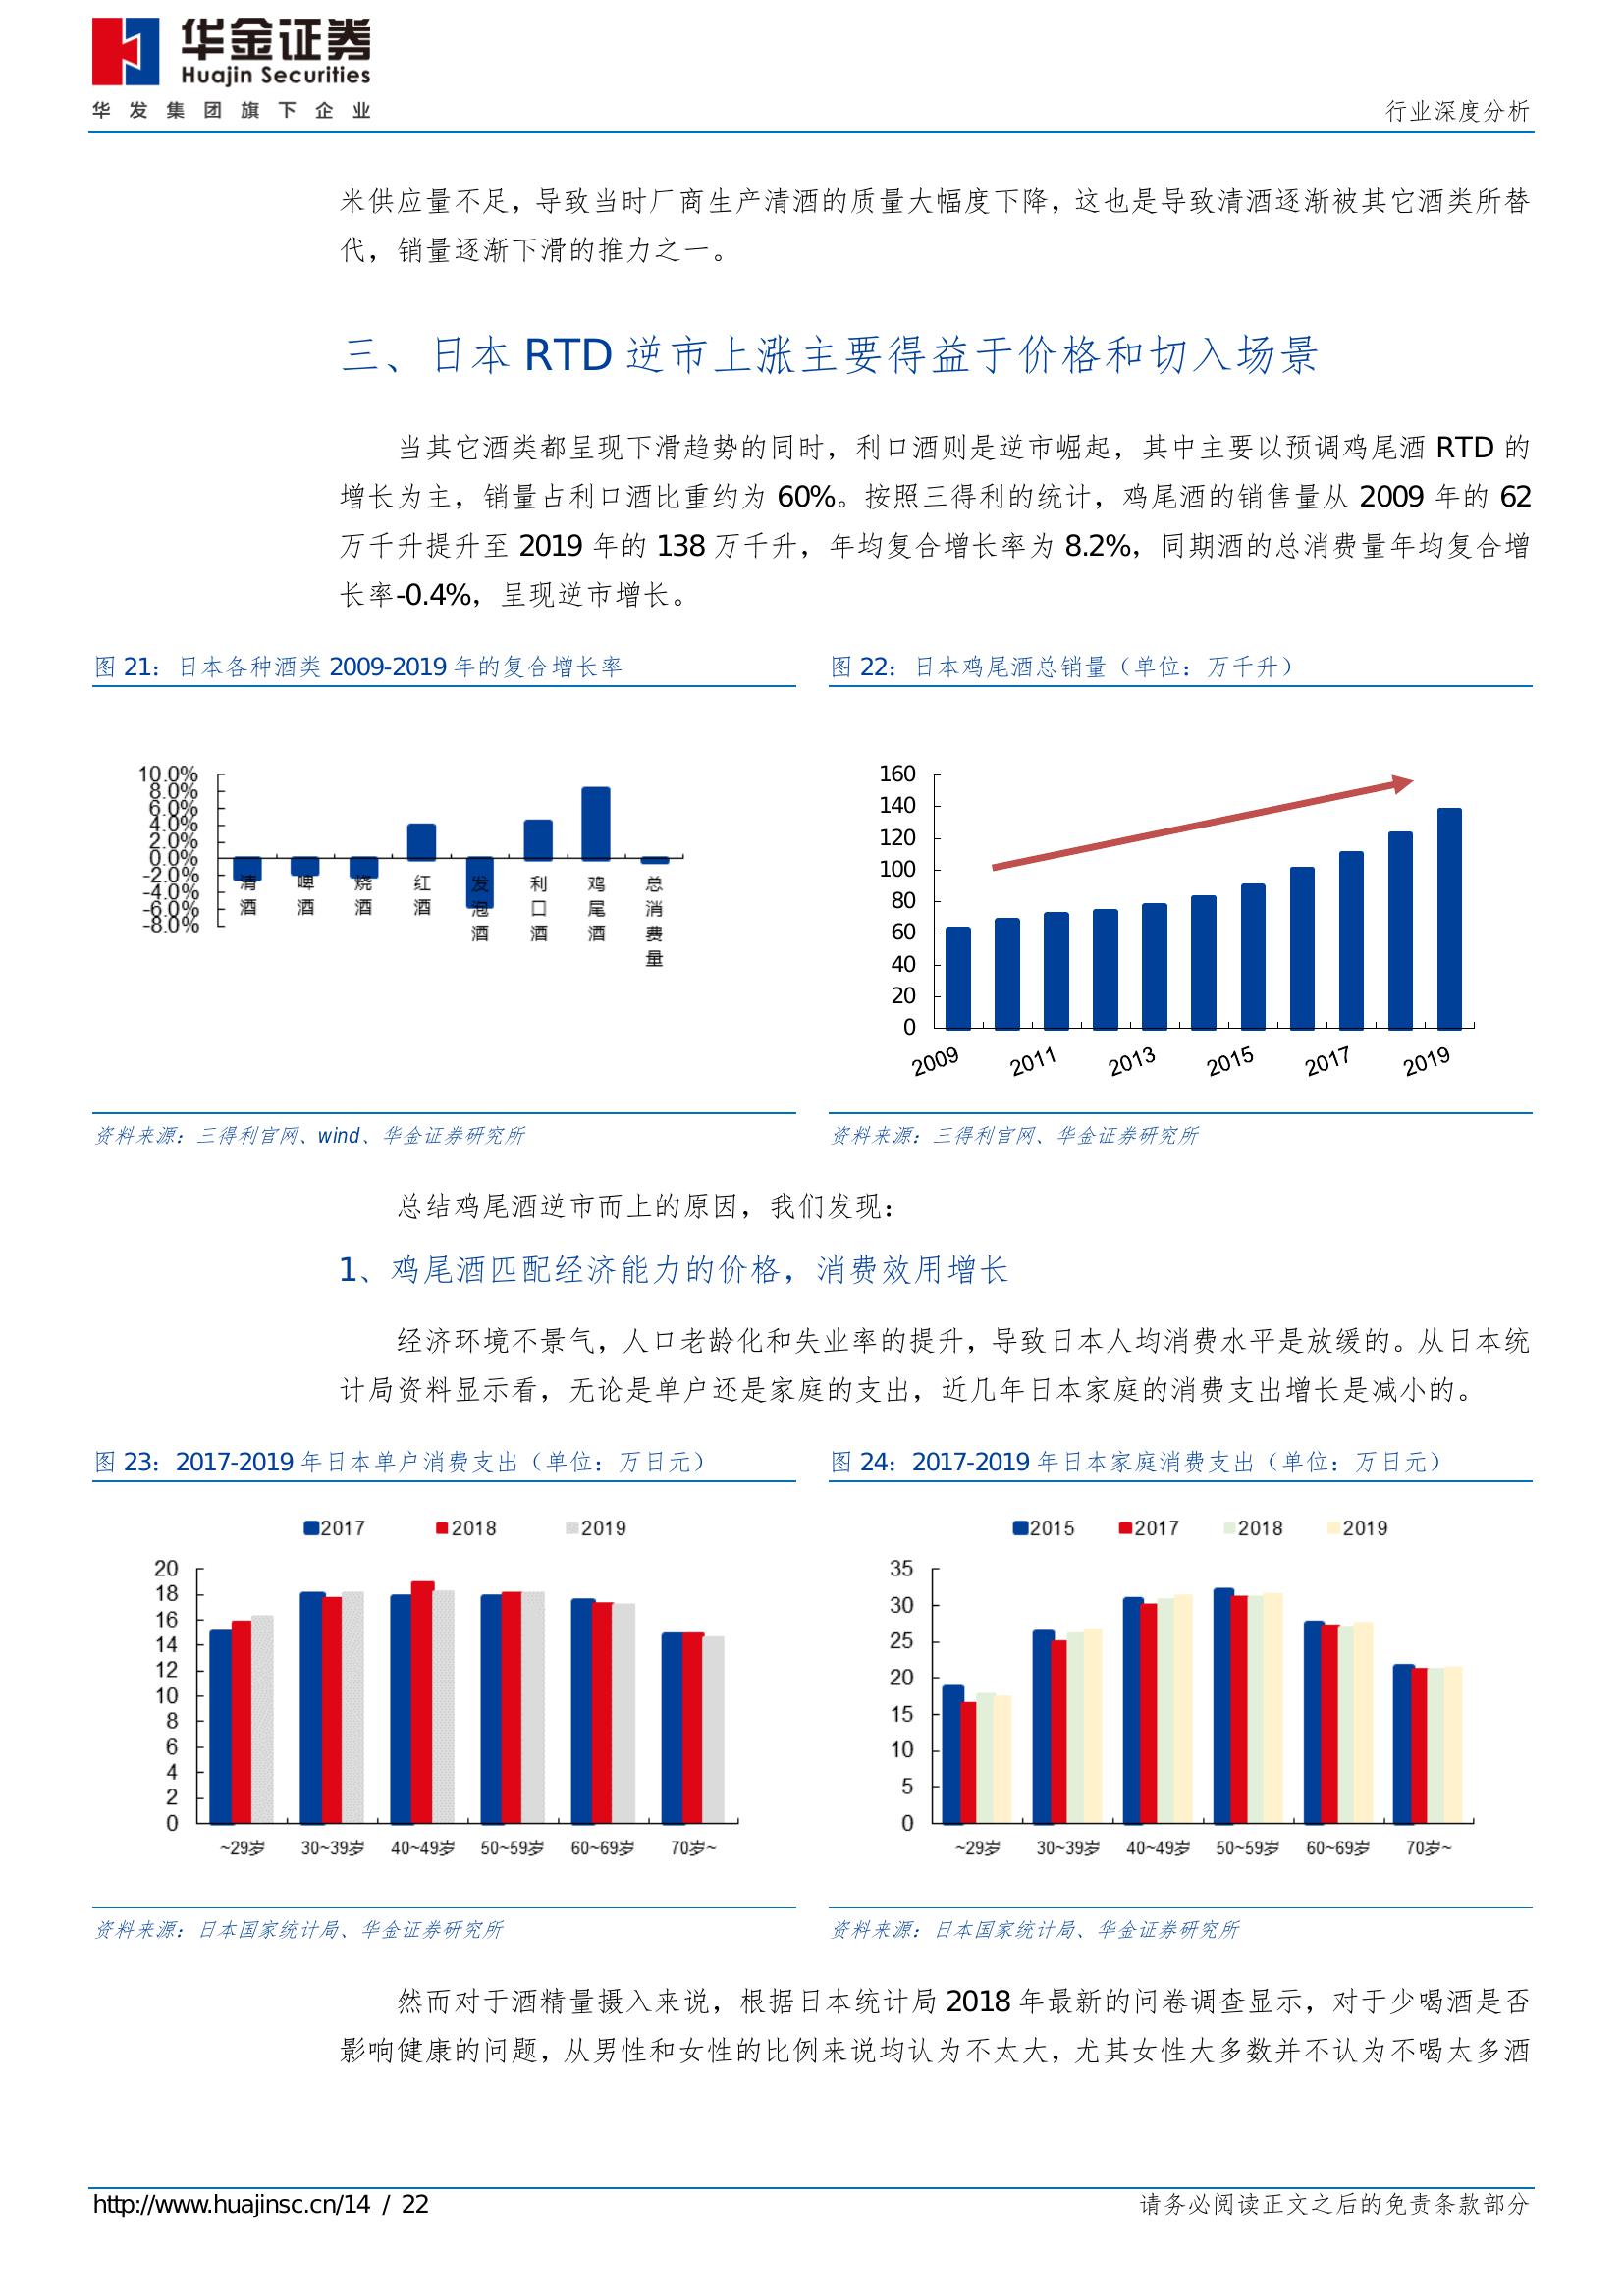 华金证券
Huajin Securities
华发集团旗下企业
行业深度分析
米供应量不足，导致当时厂商生产清酒的质量大幅度下降，这也是导致清酒逐渐被其它酒类所替
代，销量逐渐下滑的推力之一。
三、日本 RTD 逆市上涨主要得益于价格和切入场景
当其它酒类都呈现下滑趋势的同时，利口酒则是逆市崛起，其中主要以预调鸡尾酒 RTD 的
增长为主，销量占利口酒比重约为 60%。按照三得利的统计，鸡尾酒的销售量从 2009 年的 62
万千升提升至 2019 年的 138 万千升，年均复合增长率为 8.2%，同期酒的总消费量年均复合增
长率-0.4%，呈现逆市增长。
图 21：日本各种酒类 2009-2019 年的复合增长率
10.0%
8.0%
6.0%
4.0%
2.0%
0.0%
-2.0%
-4.0%
-6.0%
-8.0%
清酒
啤酒
烧酒
红酒
发泡酒
利口酒
鸡尾酒
总消费量
资料来源：三得利官网、wind、华金证券研究所
图 22：日本鸡尾酒总销量（单位：万千升）
160
140
120
100
80
60
40
20
0
2009 2011 2013 2015 2017 2019
资料来源：三得利官网、华金证券研究所
总结鸡尾酒逆市而上的原因，我们发现：
1、鸡尾酒匹配经济能力的价格，消费效用增长
经济环境不景气，人口老龄化和失业率的提升，导致日本人均消费水平是放缓的。从日本统
计局资料显示看，无论是单户还是家庭的支出，近几年日本家庭的消费支出增长是减小的。
图 23：2017-2019 年日本单户消费支出（单位：万日元）
2017 2018 2019
20
18
16
14
12
10
8
6
4
2
0
~29岁 30~39岁 40~49岁 50~59岁 60~69岁 70岁~
资料来源：日本国家统计局、华金证券研究所
图 24：2017-2019 年日本家庭消费支出（单位：万日元）
2015 2017 2018 2019
35
30
25
20
15
10
5
0
~29岁 30~39岁 40~49岁 50~59岁 60~69岁 70岁~
资料来源：日本国家统计局、华金证券研究所
然而对于酒精量摄入来说，根据日本统计局 2018 年最新的问卷调查显示，对于少喝酒是否
影响健康的问题，从男性和女性的比例来说均认为不太大，尤其女性大多数并不认为不喝太多酒
http://www.huajinsc.cn/14 / 22
请务必阅读正文之后的免责条款部分